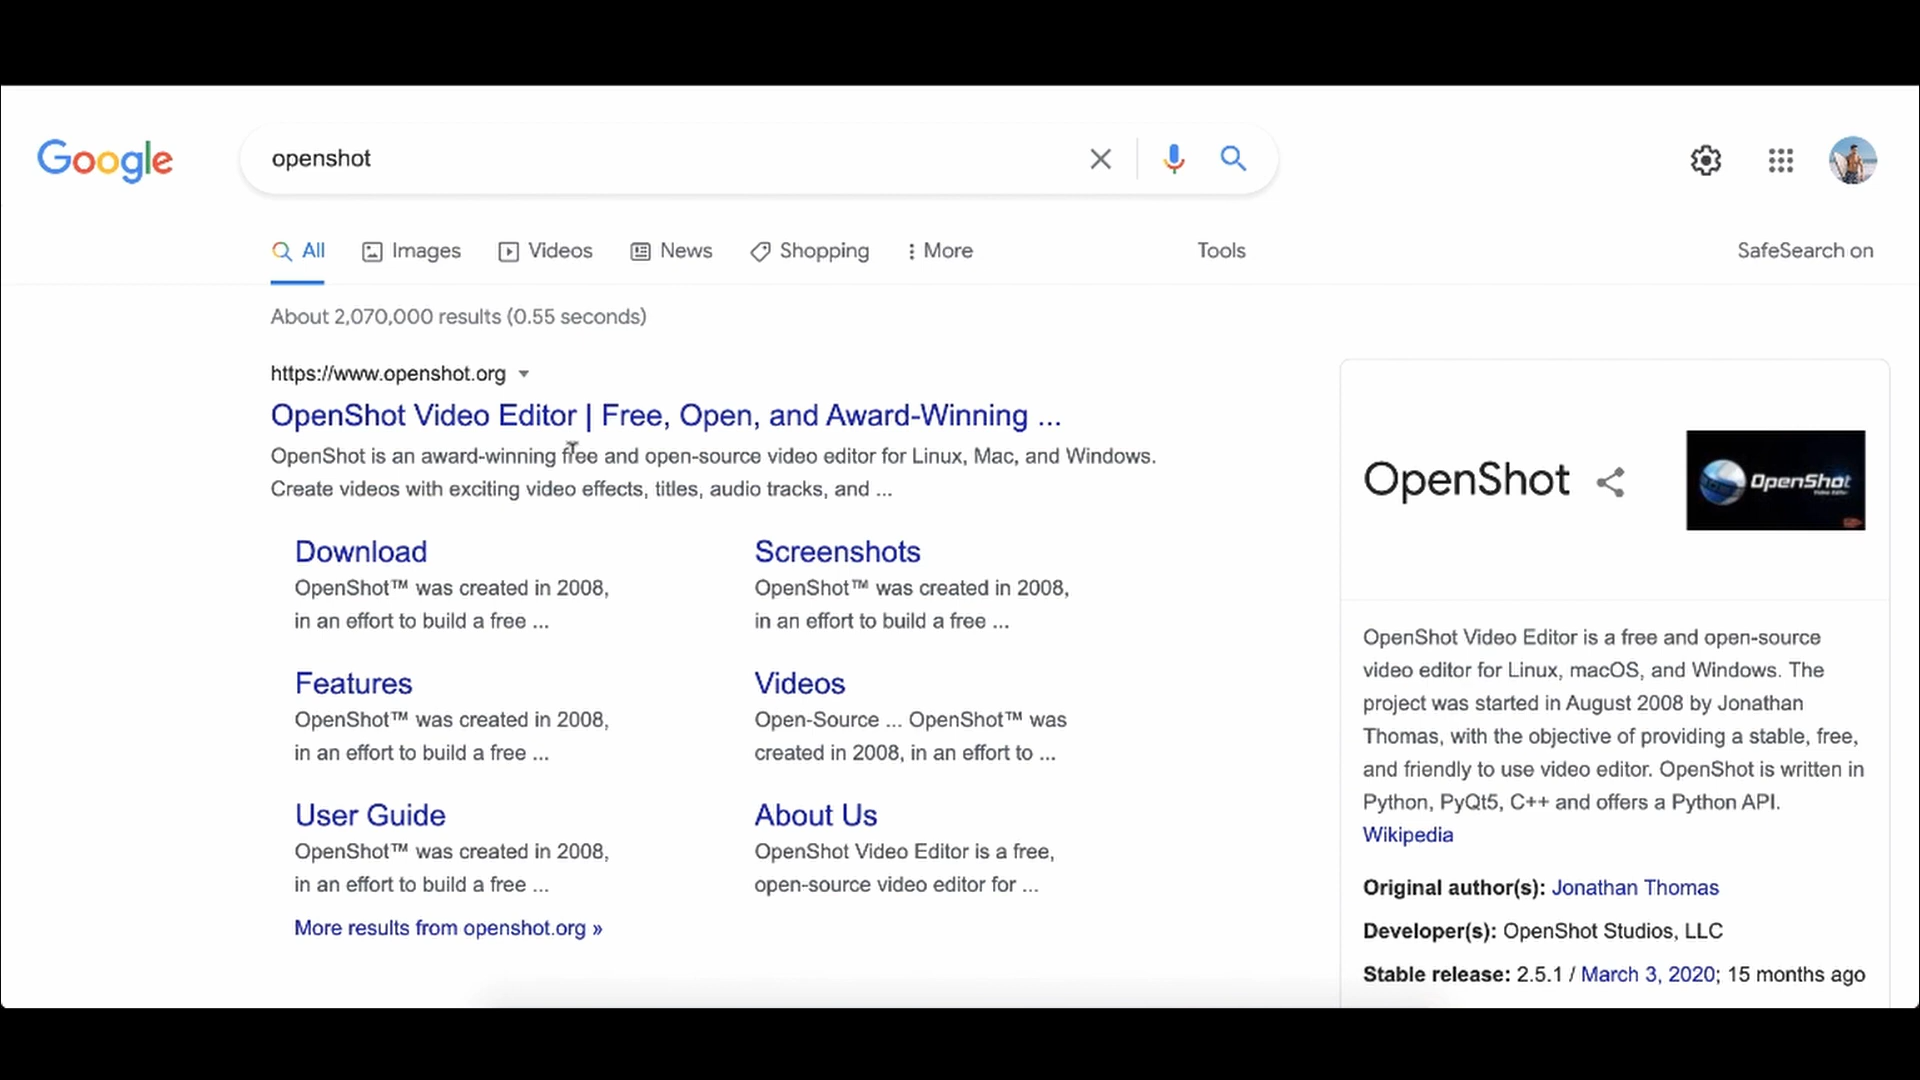 Google
openshot
All
Images
Videos
News
Shopping
More
Tools
SafeSearch on
About 2,070,000 results (0.55 seconds)
https://www.openshot.org
OpenShot Video Editor | Free, Open, and Award-Winning ...
OpenShot is an award-winning free and open-source video editor for Linux, Mac, and Windows.
Create videos with exciting video effects, titles, audio tracks, and ...
Download
OpenShot™ was created in 2008,
in an effort to build a free ...
Screenshots
OpenShot™ was created in 2008,
in an effort to build a free ...
Features
OpenShot™ was created in 2008,
in an effort to build a free ...
Videos
Open-Source ... OpenShot™ was
created in 2008, in an effort to ...
User Guide
OpenShot™ was created in 2008,
in an effort to build a free ...
About Us
OpenShot Video Editor is a free,
open-source video editor for ...
More results from openshot.org »
OpenShot
OpenShot
Video Editor
OpenShot Video Editor is a free and open-source
video editor for Linux, macOS, and Windows. The
project was started in August 2008 by Jonathan
Thomas, with the objective of providing a stable, free,
and friendly to use video editor. OpenShot is written in
Python, PyQt5, C++ and offers a Python API.
Wikipedia
Original author(s): Jonathan Thomas
Developer(s): OpenShot Studios, LLC
Stable release: 2.5.1 / March 3, 2020; 15 months ago